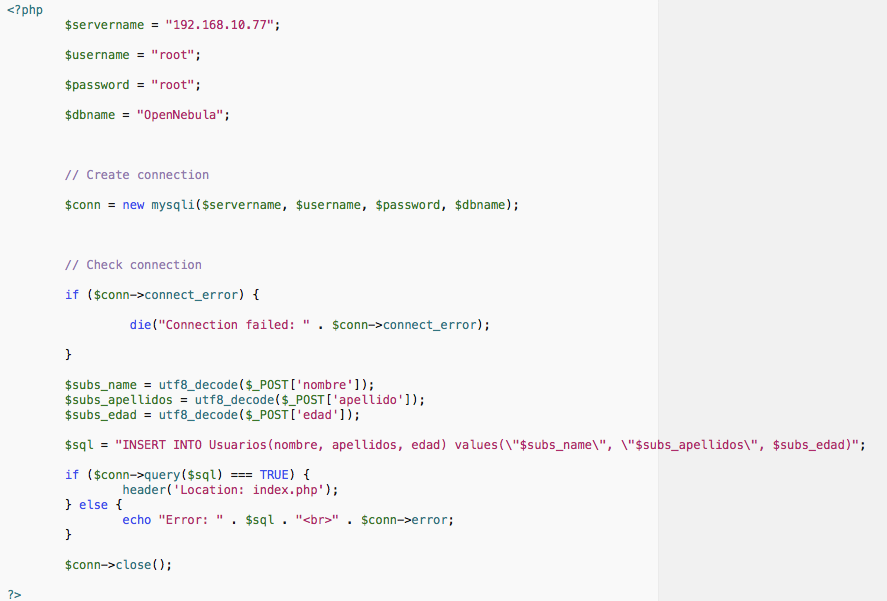 <?php
$servername = "192.168.10.77";
$username = "root";
$password = "root";
$dbname = "OpenNebula";
// Create connection
$conn = new mysqli($servername, $username, $password, $dbname);
// Check connection
if ($conn->connect_error) {
die("Connection failed: " . $conn->connect_error);
}
$subs_name = utf8_decode($_POST['nombre']);
$subs_apellidos = utf8_decode($_POST['apellido']);
$subs_edad = utf8_decode($_POST['edad']);
$sql = "INSERT INTO Usuarios(nombre, apellidos, edad) values(\"$subs_name\", \"$subs_apellidos\", $subs_edad)";
if ($conn->query($sql) === TRUE) {
header('Location: index.php');
} else {
echo "Error: " . $sql . "<br>" . $conn->error;
}
$conn->close();
?>